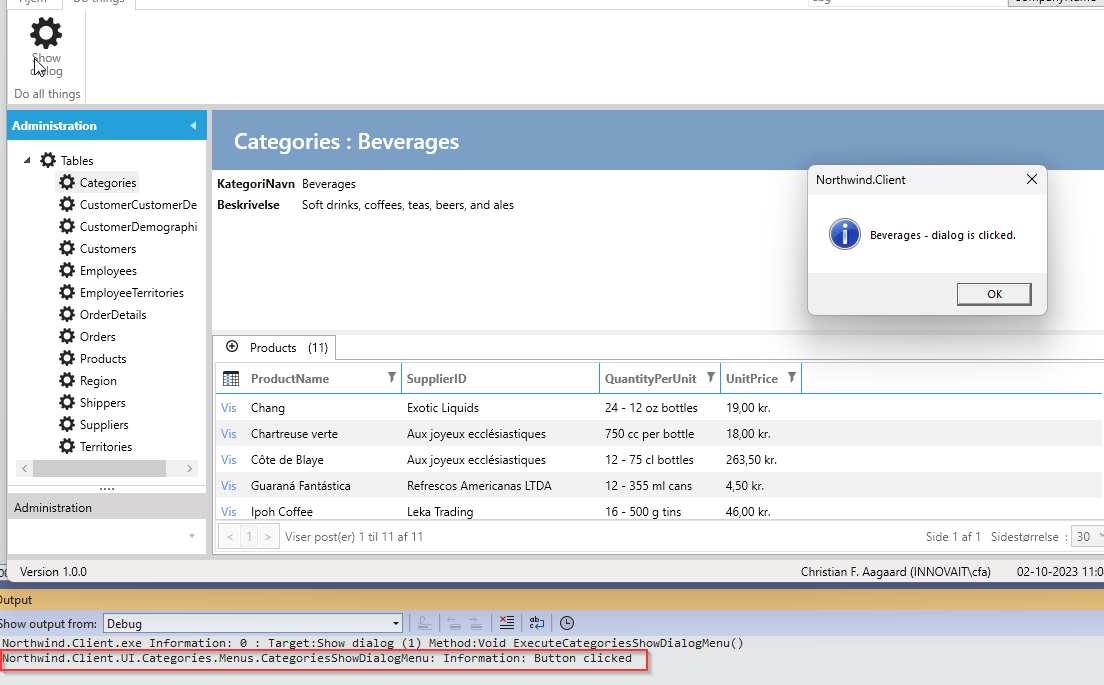 Hjem Do things
CompanyName
Show
dialog
Do all things
Administration
Categories : Beverages
Tables
Categories
CustomerCustomerDe
CustomerDemographi
Customers
Employees
EmployeeTerritories
OrderDetails
Orders
Products
Region
Shippers
Suppliers
Territories
Administration
KategoriNavn Beverages
Beskrivelse Soft drinks, coffees, teas, beers, and ales
Northwind.Client
Beverages - dialog is clicked.
OK
Products (11)
ProductName SupplierID QuantityPerUnit UnitPrice
Vis Chang Exotic Liquids 24 - 12 oz bottles 19,00 kr.
Vis Chartreuse verte Aux joyeux ecclésiastiques 750 cc per bottle 18,00 kr.
Vis Côte de Blaye Aux joyeux ecclésiastiques 12 - 75 cl bottles 263,50 kr.
Vis Guaraná Fantástica Refrescos Americanas LTDA 12 - 355 ml cans 4,50 kr.
Vis Ipoh Coffee Leka Trading 16 - 500 g tins 46,00 kr.
< 1 > Viser post(er) 1 til 11 af 11 Side 1 af 1 Sidestørrelse : 30
Version 1.0.0 Christian F. Aagaard (INNOVAIT\cfa) 02-10-2023 11:0
Output
Show output from: Debug
Northwind.Client.exe Information: 0 : Target:Show dialog (1) Method:Void ExecuteCategoriesShowDialogMenu()
Northwind.Client.UI.Categories.Menus.CategoriesShowDialogMenu: Information: Button clicked